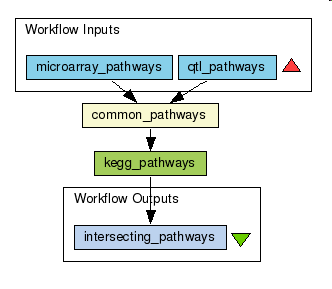 Workflow Inputs
microarray_pathways
qtl_pathways
common_pathways
kegg_pathways
Workflow Outputs
intersecting_pathways